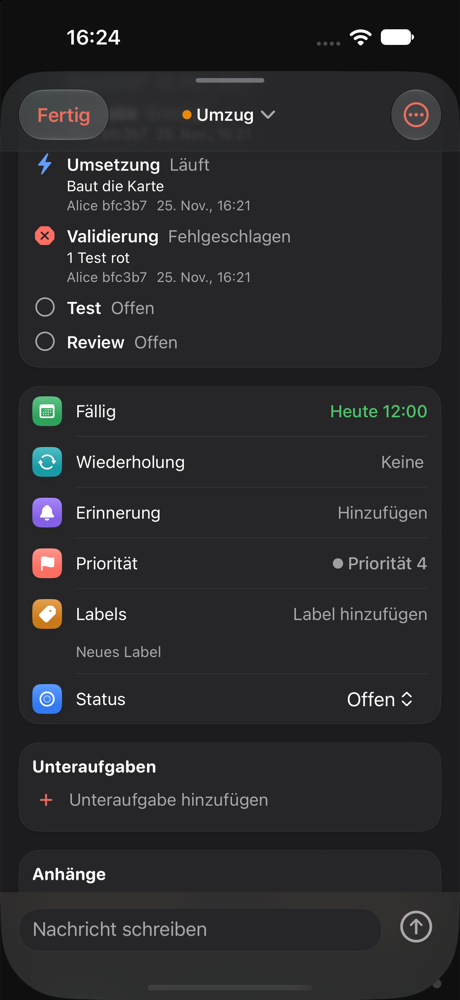 16:24
Fertig
Umzug
Umsetzung Läuft
Baut die Karte
Alice bfc3b7 25. Nov., 16:21
Validierung Fehlgeschlagen
1 Test rot
Alice bfc3b7 25. Nov., 16:21
Test Offen
Review Offen
Fällig Heute 12:00
Wiederholung Keine
Erinnerung Hinzufügen
Priorität Priorität 4
Labels Label hinzufügen
Neues Label
Status Offen
Unteraufgaben
+ Unteraufgabe hinzufügen
Anhänge
Nachricht schreiben